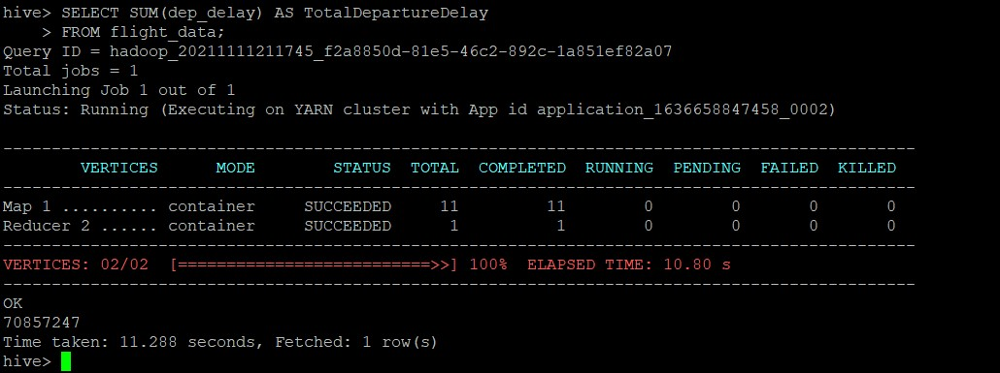 hive> SELECT SUM(dep_delay) AS TotalDepartureDelay
    > FROM flight_data;
Query ID = hadoop_20211111211745_f2a8850d-81e5-46c2-892c-1a851ef82a07
Total jobs = 1
Launching Job 1 out of 1
Status: Running (Executing on YARN cluster with App id application_1636658847458_0002)
----------------------------------------------------------------------------------------------
        VERTICES      MODE        STATUS  TOTAL  COMPLETED  RUNNING  PENDING  FAILED  KILLED
----------------------------------------------------------------------------------------------
Map 1 .......... container     SUCCEEDED     11         11        0        0       0       0
Reducer 2 ...... container     SUCCEEDED      1          1        0        0       0       0
----------------------------------------------------------------------------------------------
VERTICES: 02/02  [==========================>>] 100%  ELAPSED TIME: 10.80 s
----------------------------------------------------------------------------------------------
OK
70857247
Time taken: 11.288 seconds, Fetched: 1 row(s)
hive>